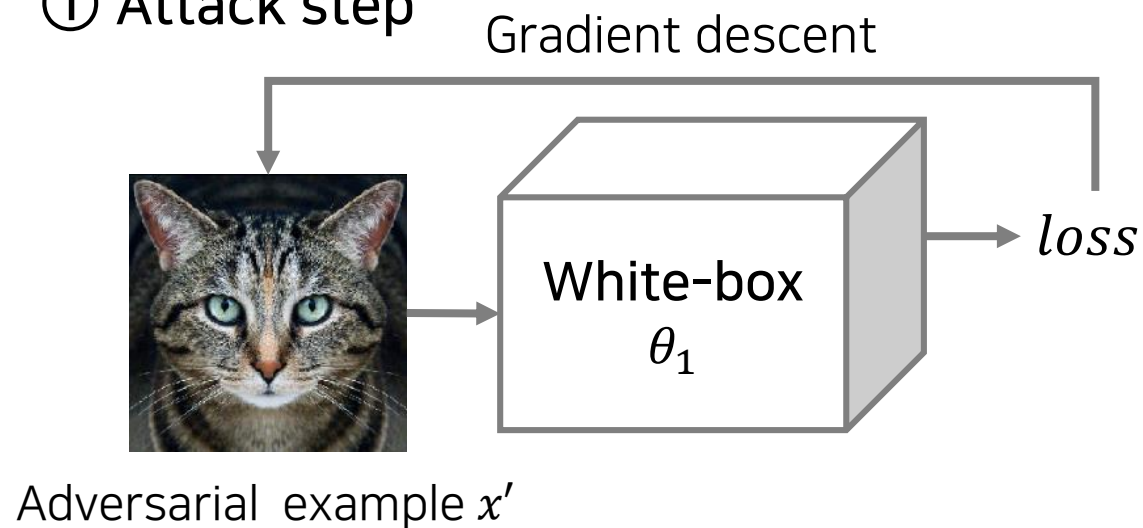 ① Attack step
Gradient descent
White-box
θ₁
loss
Adversarial example x′